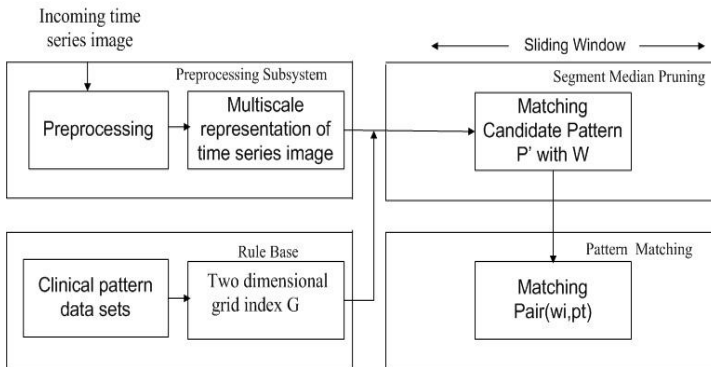 Incoming time
series image
Sliding Window
Preprocessing Subsystem
Segment Median Pruning
Preprocessing
Multiscale
representation of
time series image
Matching
Candidate Pattern
P' with W
Rule Base
Pattern Matching
Clinical pattern
data sets
Two dimensional
grid index G
Matching
Pair(wi,pt)